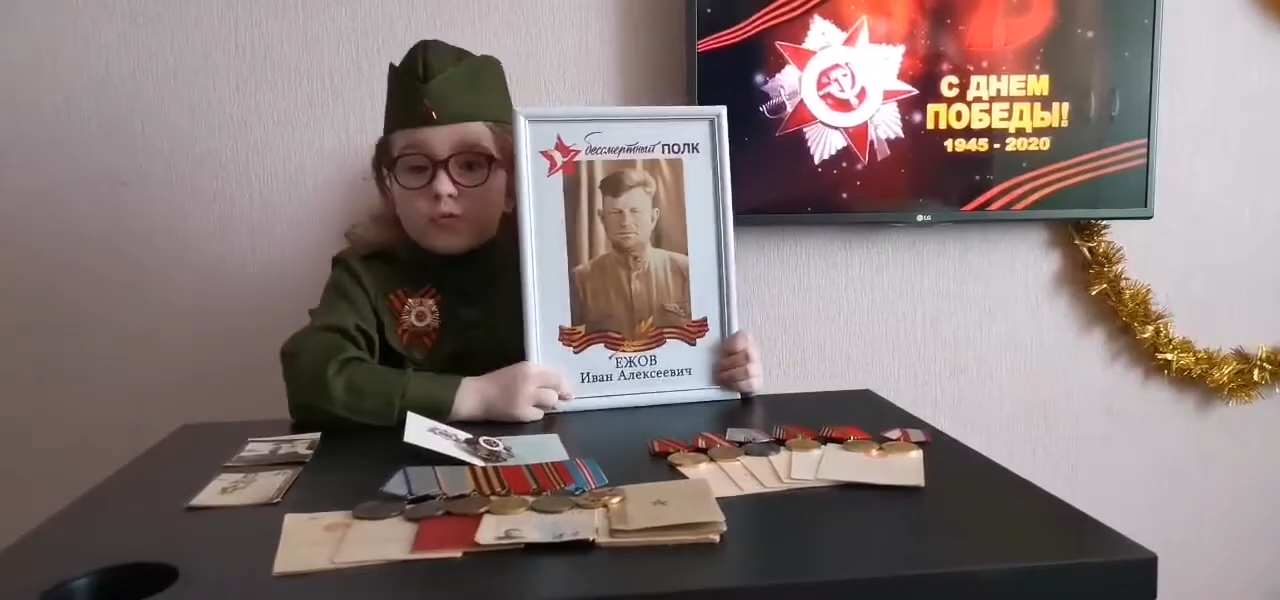 С ДНЕМ
ПОБЕДЫ!
1945 - 2020
LG
бессмертный ПОЛК
ЕЖОВ
Иван Алексеевич